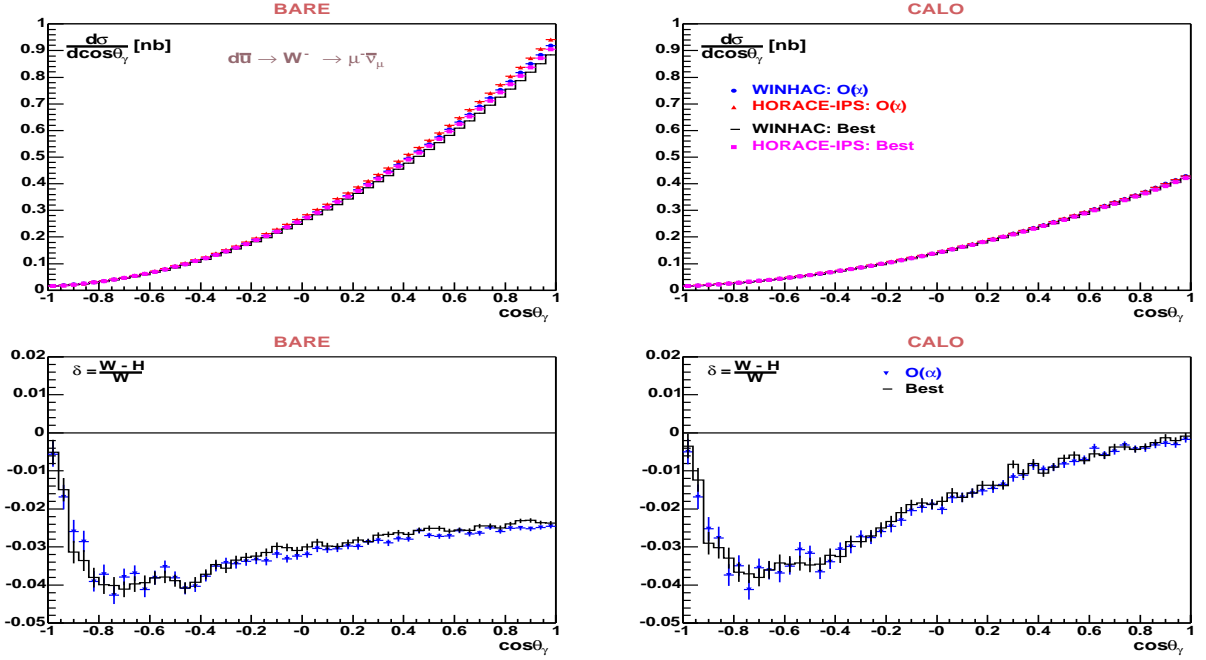 BARE
dσ/dcosθγ [nb]
dū → W⁻ → μ⁻ν̄μ
1
0.9
0.8
0.7
0.6
0.5
0.4
0.3
0.2
0.1
0
-1 -0.8 -0.6 -0.4 -0.2 -0 0.2 0.4 0.6 0.8 1
cosθγ
CALO
dσ/dcosθγ [nb]
WINHAC: O(α)
HORACE-IPS: O(α)
WINHAC: Best
HORACE-IPS: Best
1
0.9
0.8
0.7
0.6
0.5
0.4
0.3
0.2
0.1
0
-1 -0.8 -0.6 -0.4 -0.2 -0 0.2 0.4 0.6 0.8 1
cosθγ
BARE
δ = W - H / W
0.02
0.01
0
-0.01
-0.02
-0.03
-0.04
-0.05
-1 -0.8 -0.6 -0.4 -0.2 -0 0.2 0.4 0.6 0.8 1
cosθγ
CALO
δ = W - H / W
O(α)
Best
0.02
0.01
0
-0.01
-0.02
-0.03
-0.04
-0.05
-1 -0.8 -0.6 -0.4 -0.2 -0 0.2 0.4 0.6 0.8 1
cosθγ